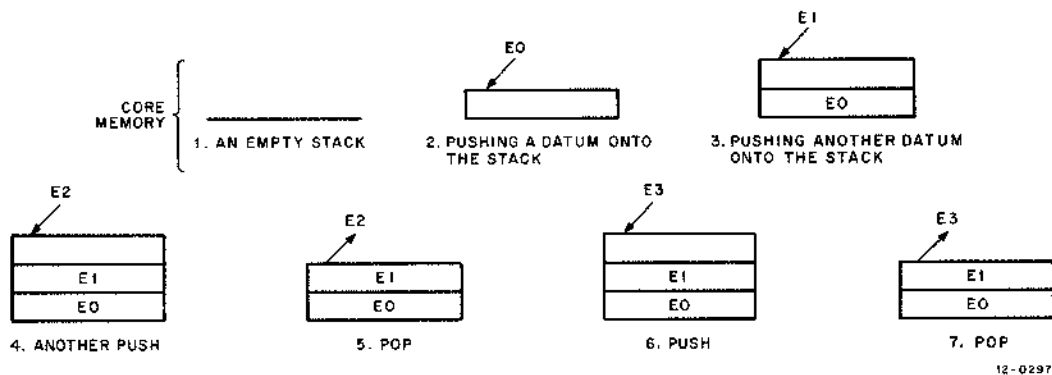 E0
E1
CORE
MEMORY
E0
1. AN EMPTY STACK
2. PUSHING A DATUM ONTO
THE STACK
3. PUSHING ANOTHER DATUM
ONTO THE STACK
E2
E2
E3
E3
E1
E0
E1
E0
E1
E0
E1
E0
4. ANOTHER PUSH
5. POP
6. PUSH
7. POP
12-0297